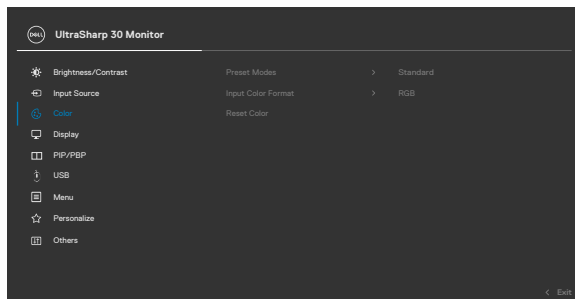 DELL UltraSharp 30 Monitor
Brightness/Contrast Preset Modes > Standard
Input Source Input Color Format > RGB
Color Reset Color
Display
PIP/PBP
USB
Menu
Personalize
Others
< Exit